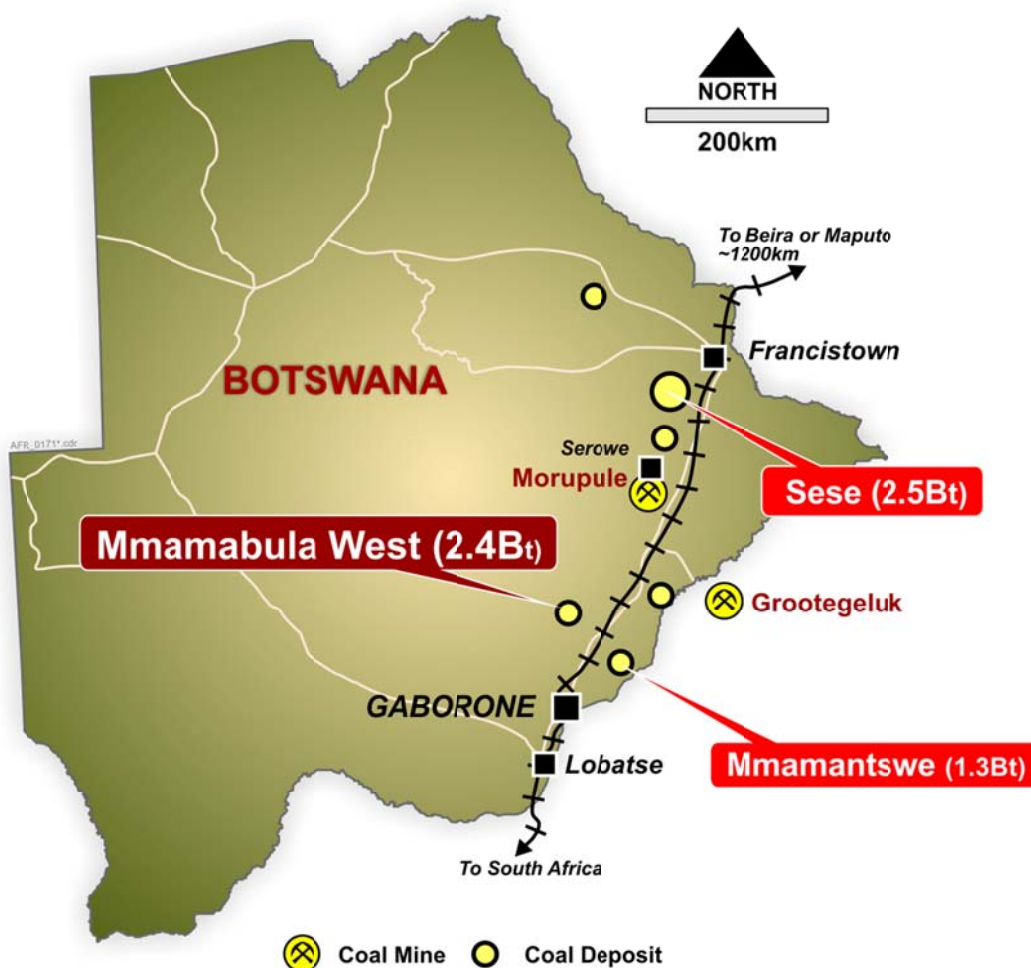 NORTH
200km
To Beira or Maputo
~1200km
Francistown
BOTSWANA
AFR_0171*.cdr
Serowe
Morupule
Sese (2.5Bt)
Mmamabula West (2.4Bt)
Grootegeluk
GABORONE
Lobatse
Mmamantswe (1.3Bt)
To South Africa
Coal Mine
Coal Deposit